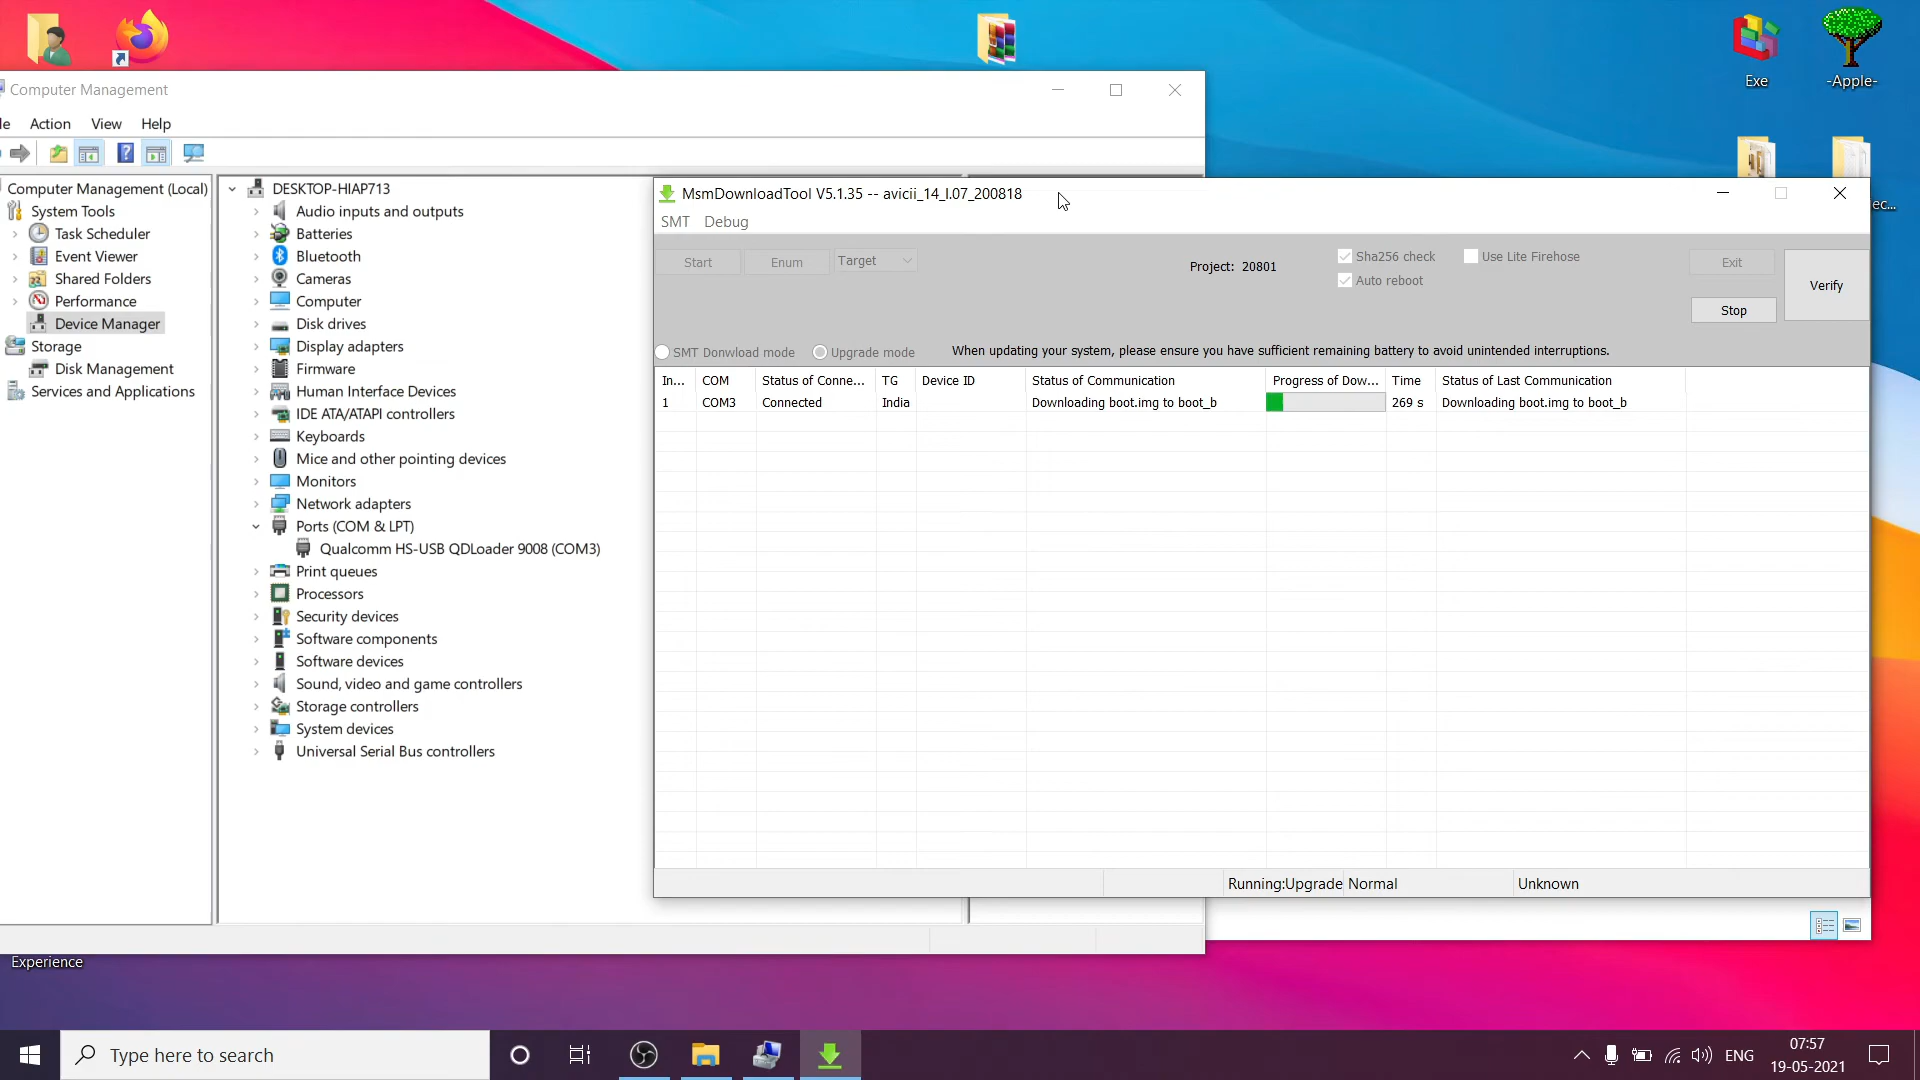 Exe
-Apple-
Computer Management
le Action View Help
Computer Management (Local)
System Tools
Task Scheduler
Event Viewer
Shared Folders
Performance
Device Manager
Storage
Disk Management
Services and Applications
DESKTOP-HIAP713
Audio inputs and outputs
Batteries
Bluetooth
Cameras
Computer
Disk drives
Display adapters
Firmware
Human Interface Devices
IDE ATA/ATAPI controllers
Keyboards
Mice and other pointing devices
Monitors
Network adapters
Ports (COM & LPT)
Qualcomm HS-USB QDLoader 9008 (COM3)
Print queues
Processors
Security devices
Software components
Software devices
Sound, video and game controllers
Storage controllers
System devices
Universal Serial Bus controllers
ec...
MsmDownloadTool V5.1.35 -- avicii_14_I.07_200818
SMT Debug
Start Enum Target
Project: 20801
Sha256 check Use Lite Firehose
Auto reboot
Exit
Verify
Stop
SMT Donwload mode Upgrade mode When updating your system, please ensure you have sufficient remaining battery to avoid unintended interruptions.
In... COM Status of Conne... TG Device ID Status of Communication Progress of Dow... Time Status of Last Communication
1 COM3 Connected India Downloading boot.img to boot_b 269 s Downloading boot.img to boot_b
Running:Upgrade Normal Unknown
Experience
Type here to search
ENG
07:57
19-05-2021